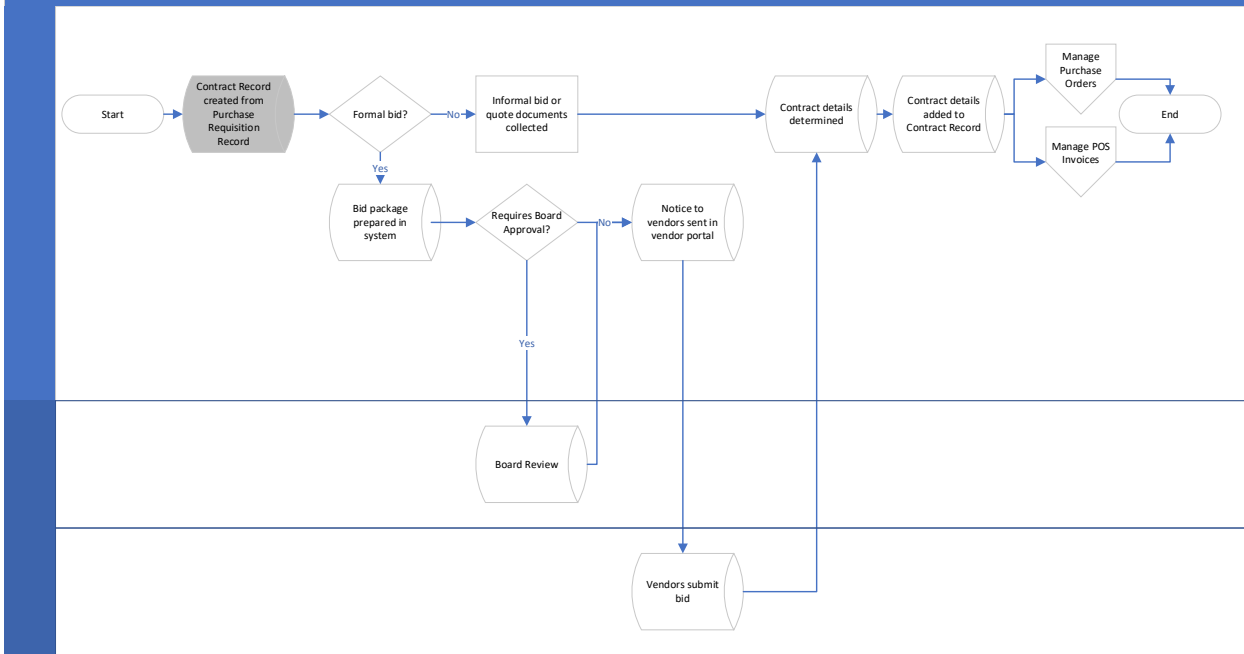 Start
Contract Record
created from
Purchase
Requisition
Record
Formal bid?
No
Informal bid or
quote documents
collected
Contract details
determined
Contract details
added to
Contract Record
Manage
Purchase
Orders
Manage POS
Invoices
End
Yes
Bid package
prepared in
system
Requires Board
Approval?
No
Notice to
vendors sent in
vendor portal
Yes
Board Review
Vendors submit
bid